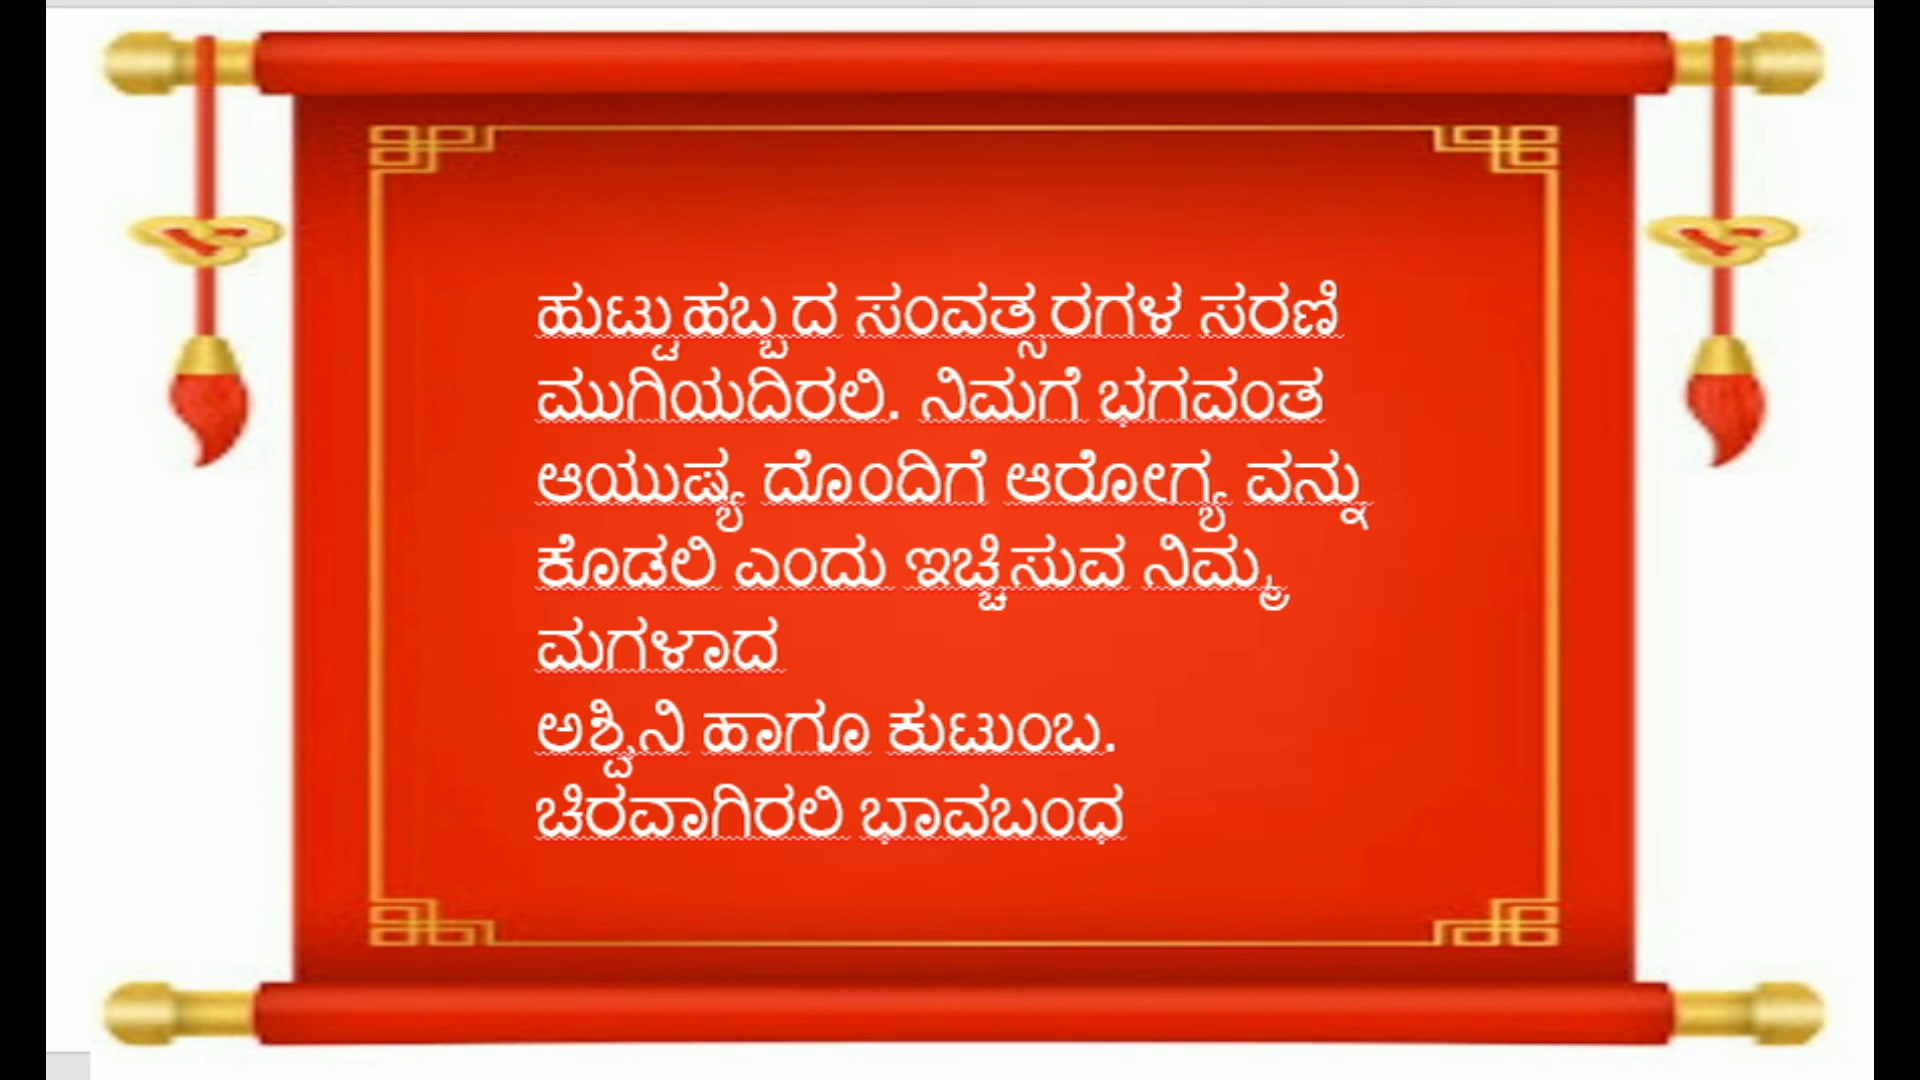 ಹುಟ್ಟುಹಬ್ಬದ ಸಂವತ್ಸರಗಳ ಸರಣಿ
ಮುಗಿಯದಿರಲಿ. ನಿಮಗೆ ಭಗವಂತ
ಆಯುಷ್ಯ ದೊಂದಿಗೆ ಆರೋಗ್ಯ ವನ್ನು
ಕೊಡಲಿ ಎಂದು ಇಚ್ಚಿಸುವ ನಿಮ್ಮ
ಮಗಳಾದ
ಅಶ್ವಿನಿ ಹಾಗೂ ಕುಟುಂಬ.
ಚಿರವಾಗಿರಲಿ ಭಾವಬಂಧ